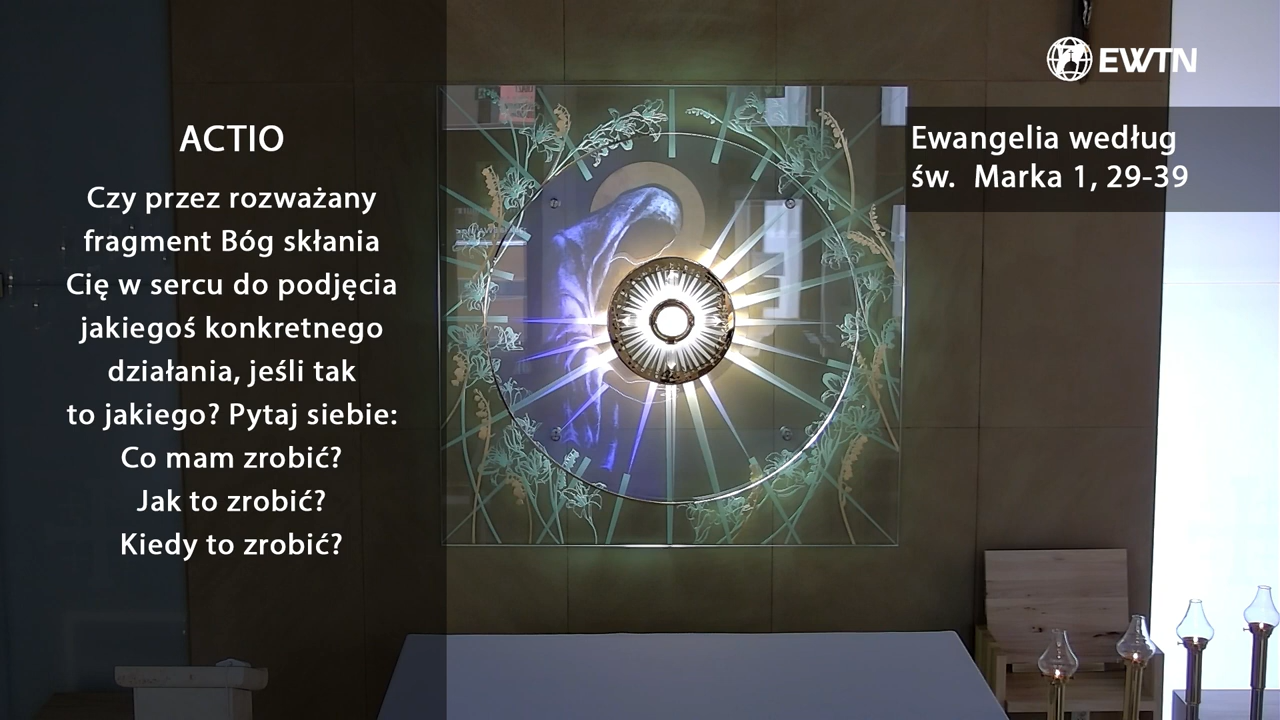 EWTN
ACTIO
Czy przez rozważany
fragment Bóg skłania
Cię w sercu do podjęcia
jakiegoś konkretnego
działania, jeśli tak
to jakiego? Pytaj siebie:
Co mam zrobić?
Jak to zrobić?
Kiedy to zrobić?
Ewangelia według
św. Marka 1, 29-39